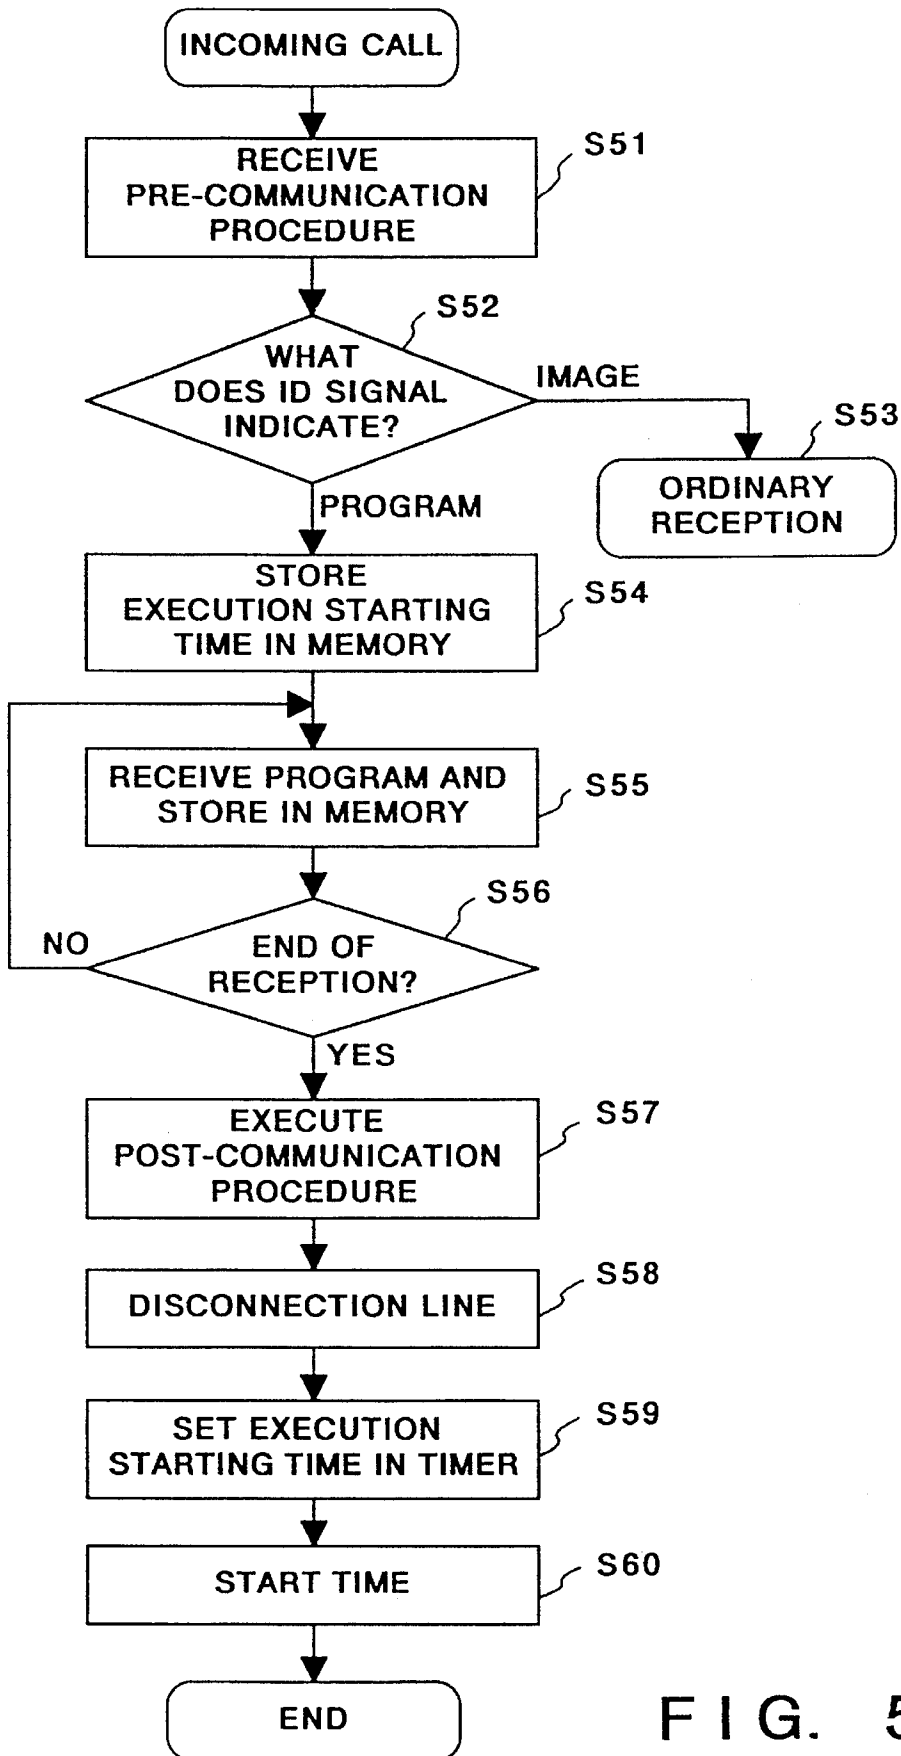 INCOMING CALL
RECEIVE
PRE-COMMUNICATION
PROCEDURE
S51
WHAT
DOES ID SIGNAL
INDICATE?
S52
IMAGE
ORDINARY
RECEPTION
S53
PROGRAM
STORE
EXECUTION STARTING
TIME IN MEMORY
S54
RECEIVE PROGRAM AND
STORE IN MEMORY
S55
END OF
RECEPTION?
S56
NO
YES
EXECUTE
POST-COMMUNICATION
PROCEDURE
S57
DISCONNECTION LINE
S58
SET EXECUTION
STARTING TIME IN TIMER
S59
START TIME
S60
END
FIG. 5